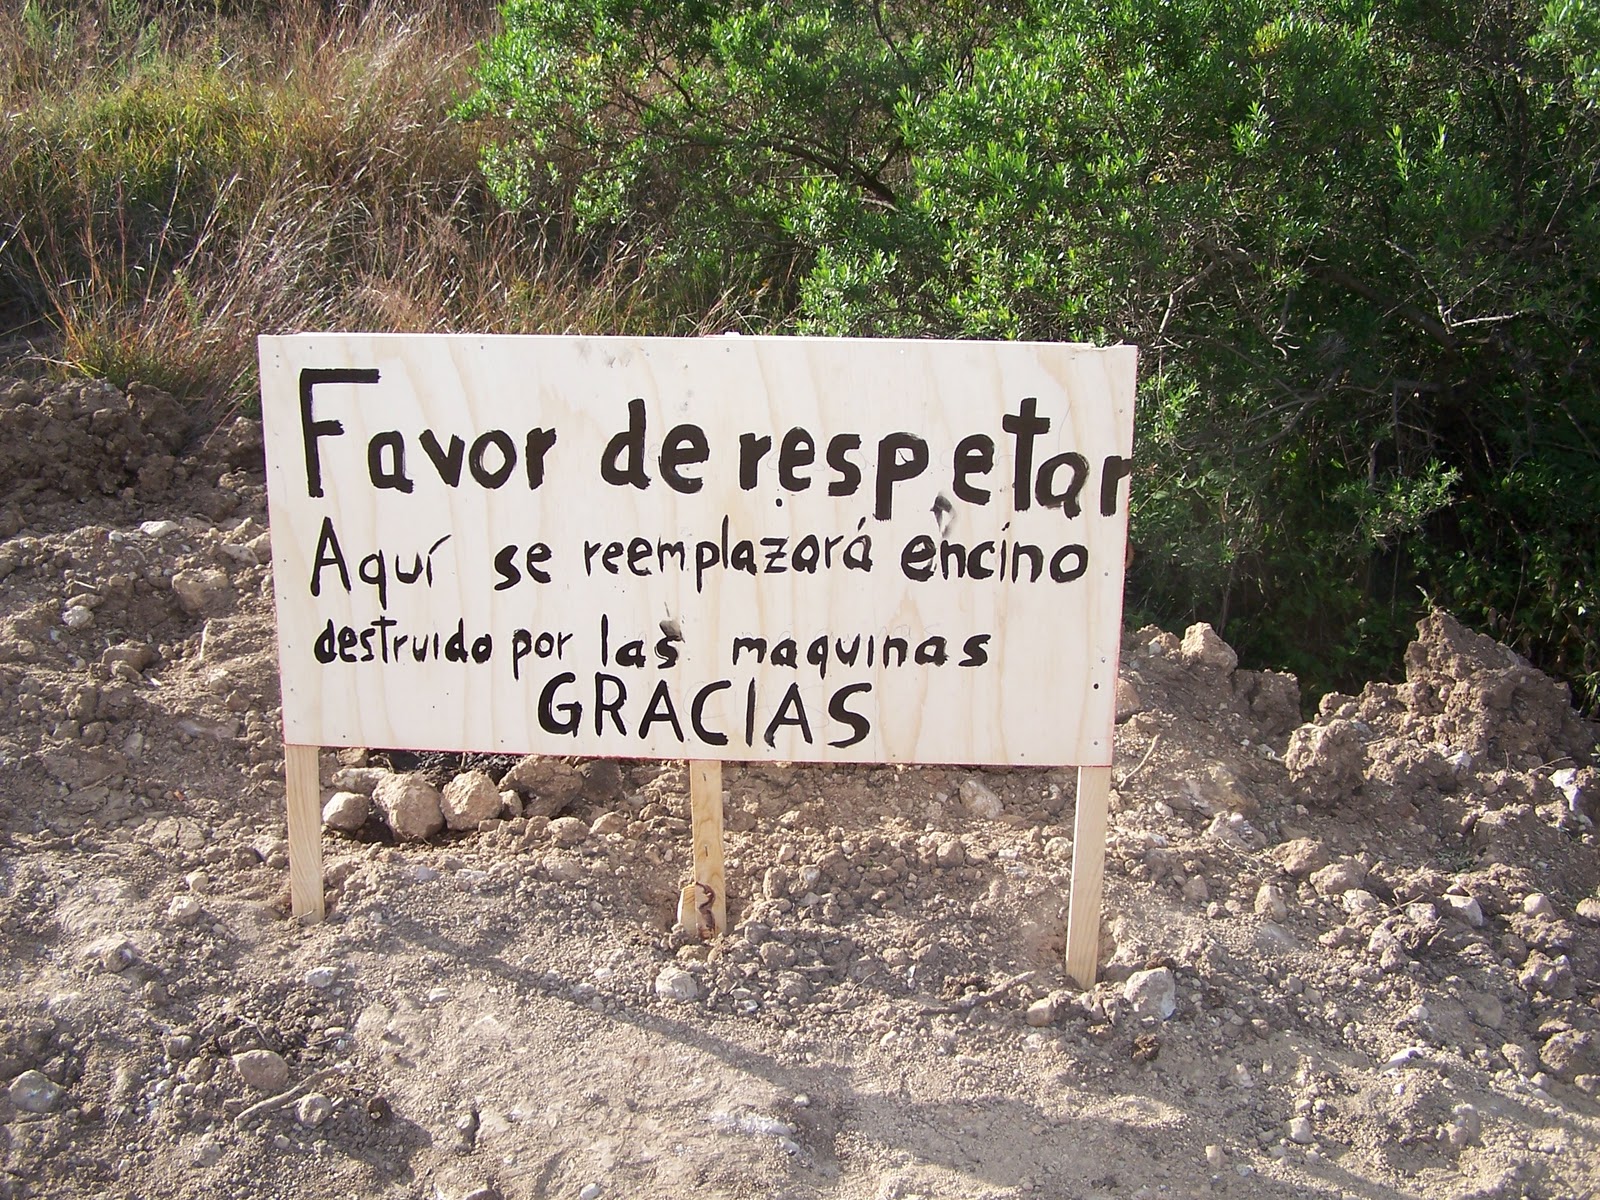 Favor de respetar
Aquí se reemplazará encino
destruido por las maquinas
GRACIAS